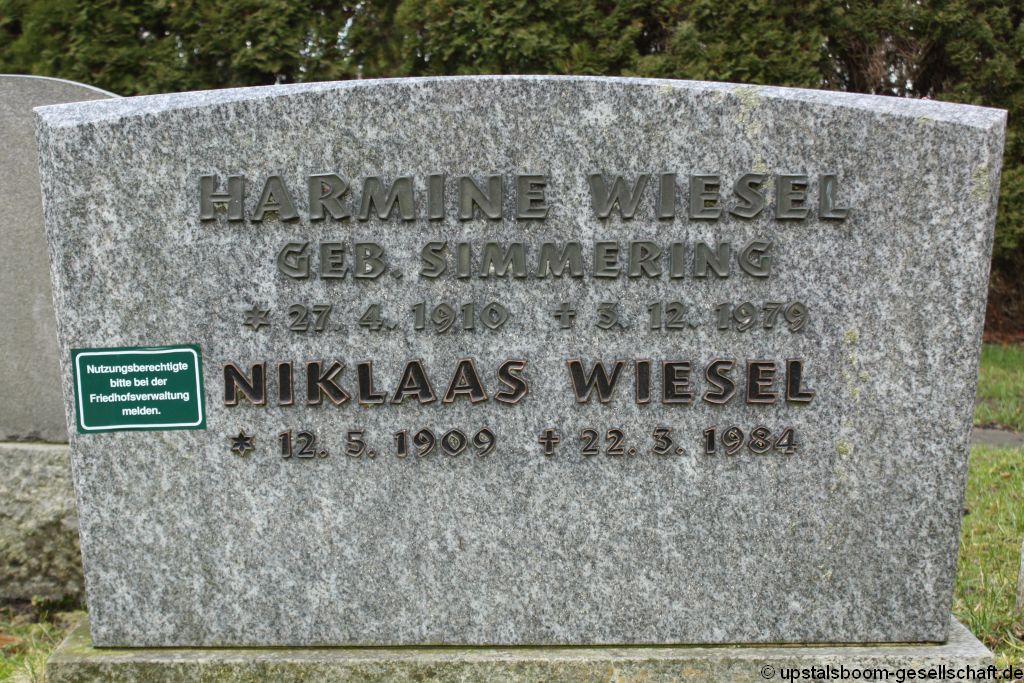 HARMINE WIESEL
GEB. SIMMERING
* 27. 4. 1910 † 5. 12. 1979
NIKLAAS WIESEL
* 12. 5. 1909 † 22. 3. 1984
Nutzungsberechtigte
bitte bei der
Friedhofsverwaltung
melden.
© upstalsboom-gesellschaft.de